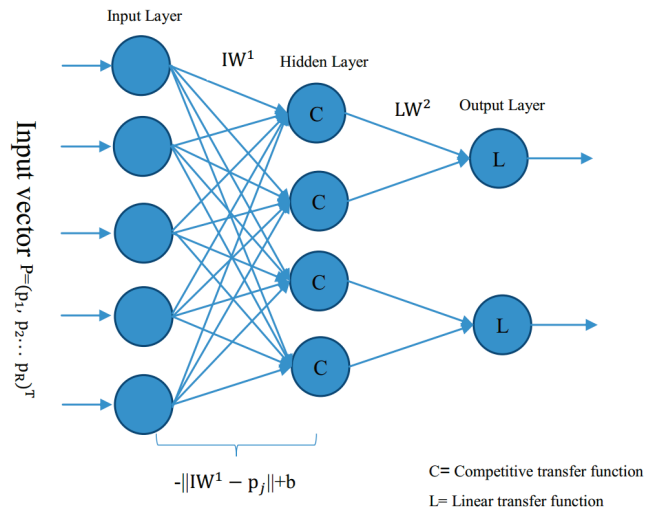 Input Layer
IW¹
Hidden Layer
LW²
Output Layer
Input vector P=(p₁, p₂... p_R)ᵀ
C
C
C
C
L
L
-||IW¹ − p_j||+b
C= Competitive transfer function
L= Linear transfer function